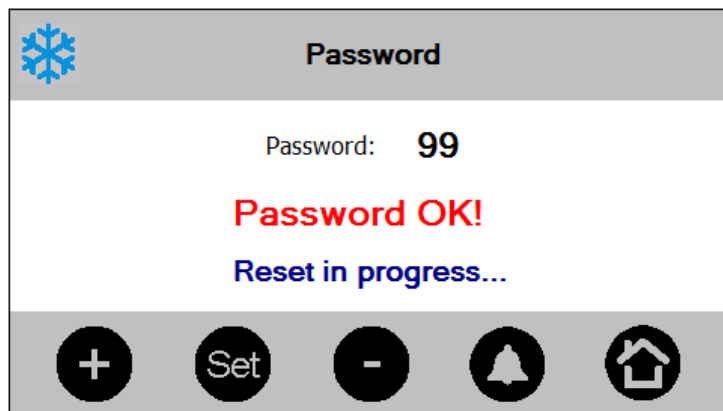 Password
Password: 99
Password OK!
Reset in progress...
+ Set -